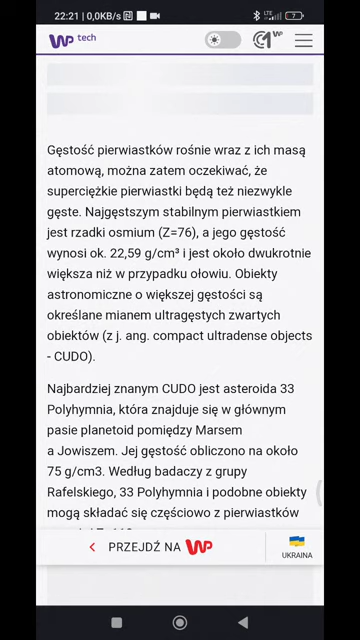 22:21 | 0,0KB/s
LTE
7
wp tech
WP
Gęstość pierwiastków rośnie wraz z ich masą
atomową, można zatem oczekiwać, że
superciężkie pierwiastki będą też niezwykle
gęste. Najgęstszym stabilnym pierwiastkiem
jest rzadki osmium (Z=76), a jego gęstość
wynosi ok. 22,59 g/cm³ i jest około dwukrotnie
większa niż w przypadku ołowiu. Obiekty
astronomiczne o większej gęstości są
określane mianem ultragęstych zwartych
obiektów (z j. ang. compact ultradense objects
- CUDO).
Najbardziej znanym CUDO jest asteroida 33
Polyhymnia, która znajduje się w głównym
pasie planetoid pomiędzy Marsem
a Jowiszem. Jej gęstość obliczono na około
75 g/cm3. Według badaczy z grupy
Rafelskiego, 33 Polyhymnia i podobne obiekty
mogą składać się częściowo z pierwiastków
PRZEJDŹ NA WP
UKRAINA